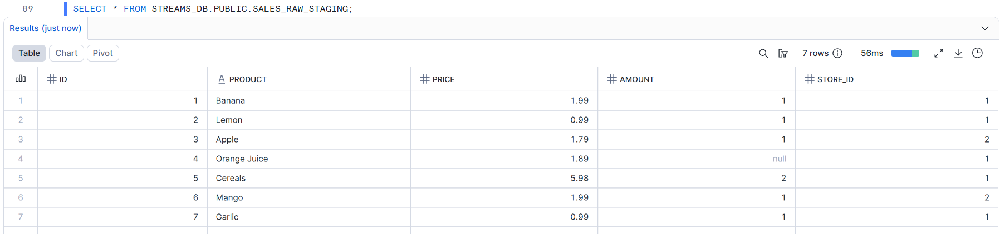 89 SELECT * FROM STREAMS_DB.PUBLIC.SALES_RAW_STAGING;
Results (just now)
Table Chart Pivot 7 rows 56ms
ID PRODUCT PRICE AMOUNT STORE_ID
1 1 Banana 1.99 1 1
2 2 Lemon 0.99 1 1
3 3 Apple 1.79 1 2
4 4 Orange Juice 1.89 null 1
5 5 Cereals 5.98 2 1
6 6 Mango 1.99 1 2
7 7 Garlic 0.99 1 1